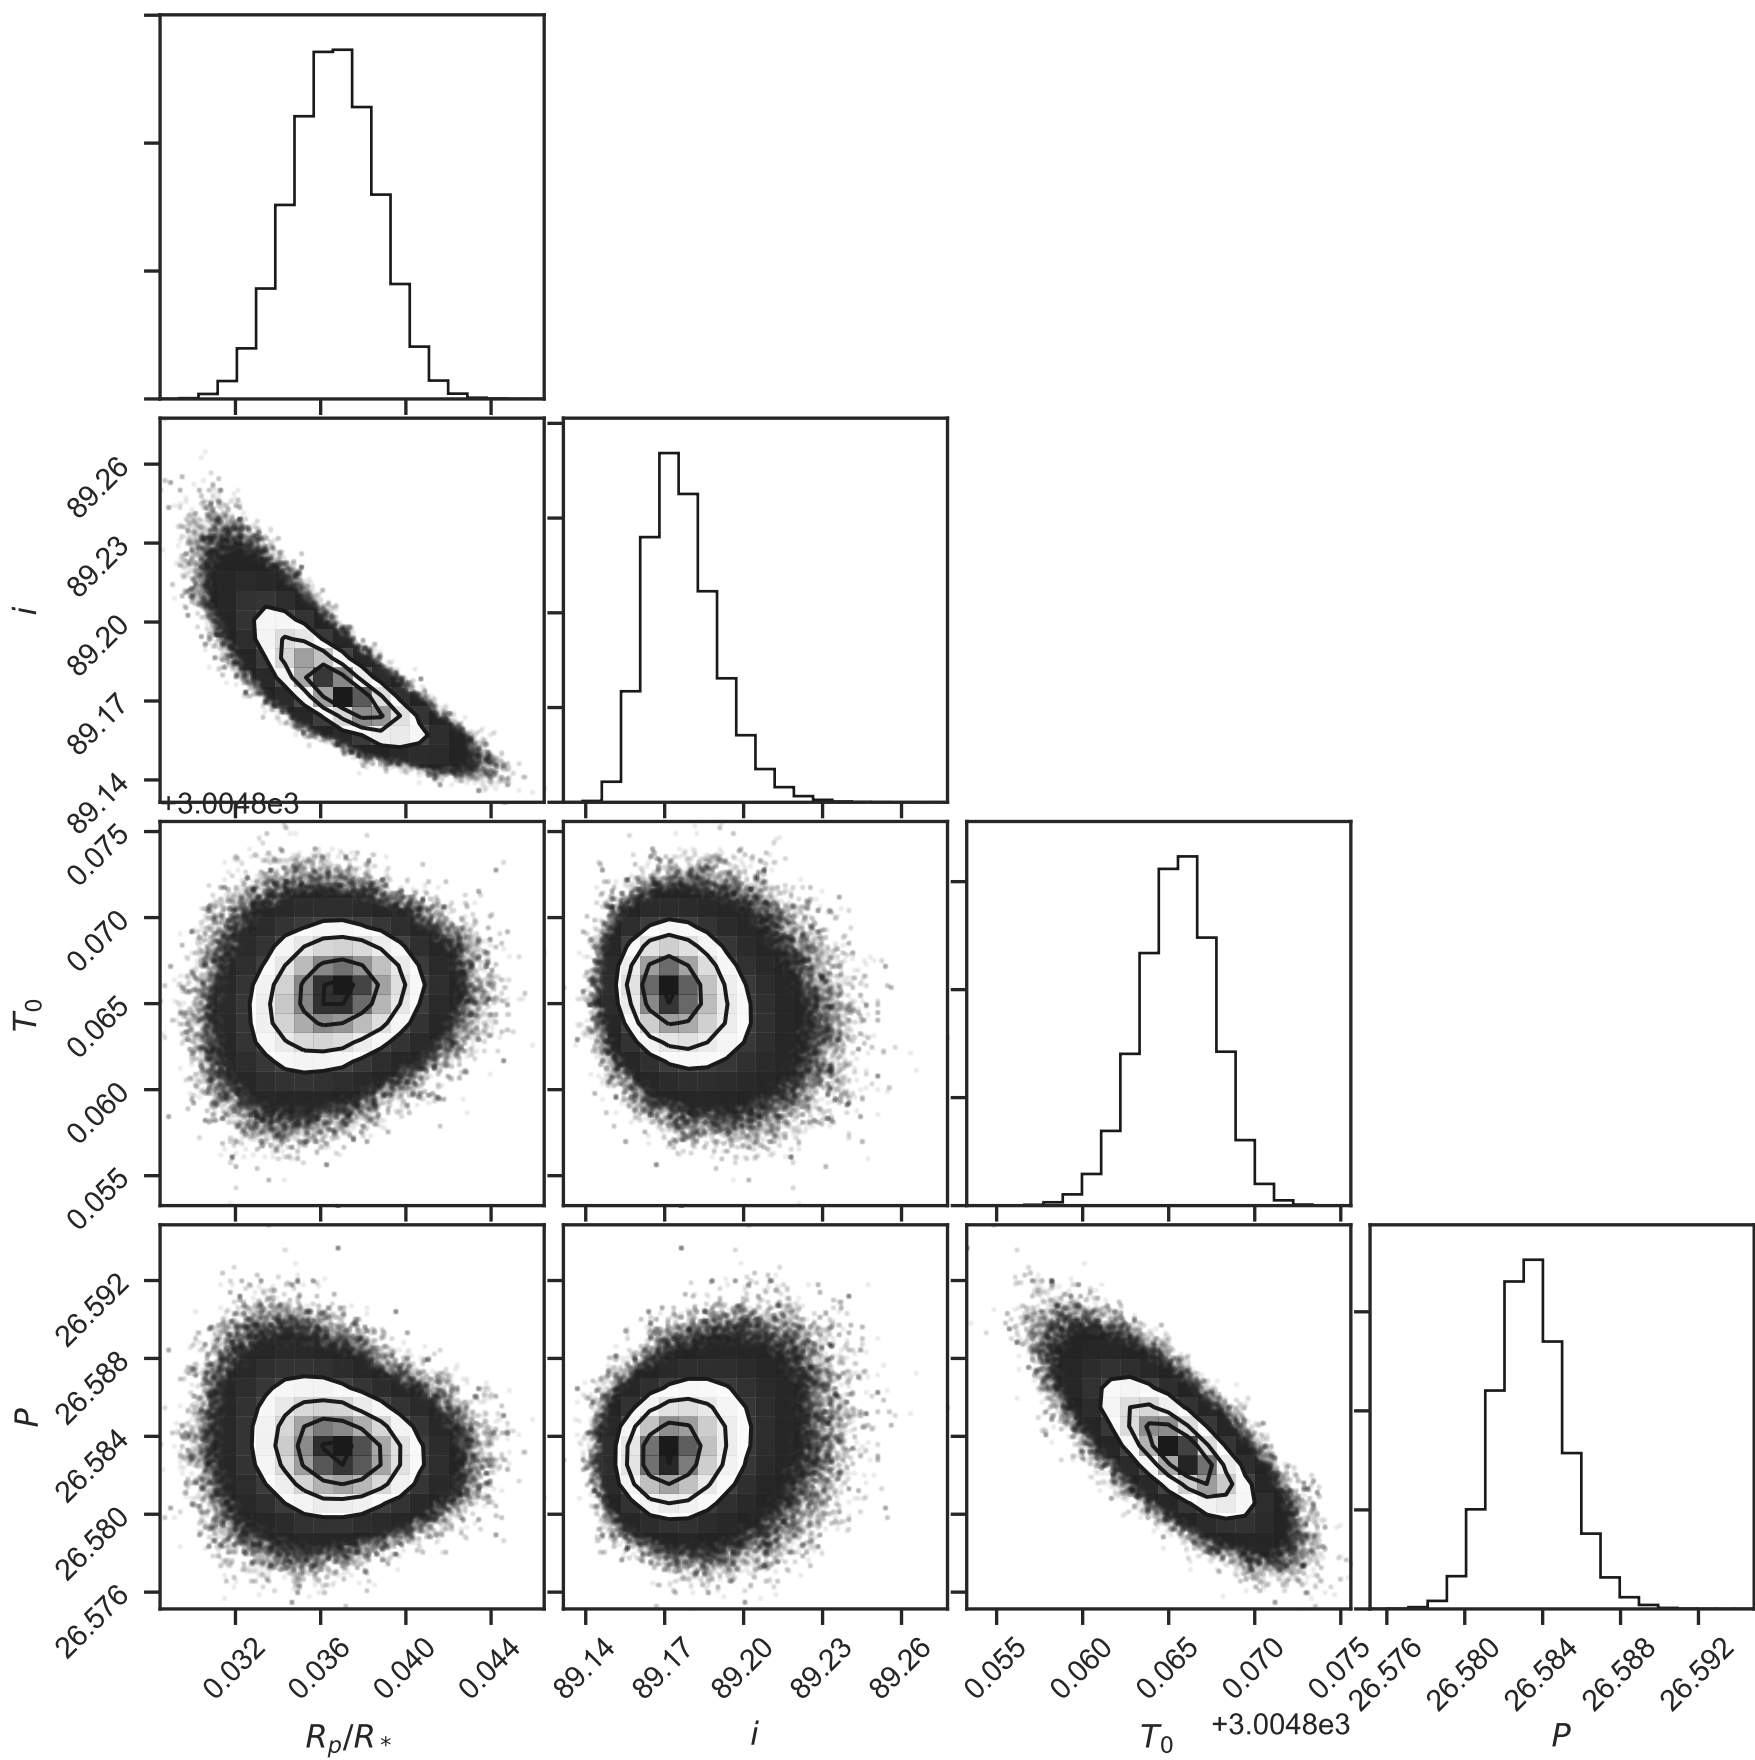 89.26
89.23
89.20
89.17
89.14
i
+3.0048e3
0.075
0.070
0.065
0.060
0.055
T0
26.592
26.588
26.584
26.580
26.576
P
0.032 0.036 0.040 0.044
89.14 89.17 89.20 89.23 89.26
0.055 0.060 0.065 0.070 0.075
26.576 26.580 26.584 26.588 26.592
Rp/R*
i
T0
+3.0048e3
P